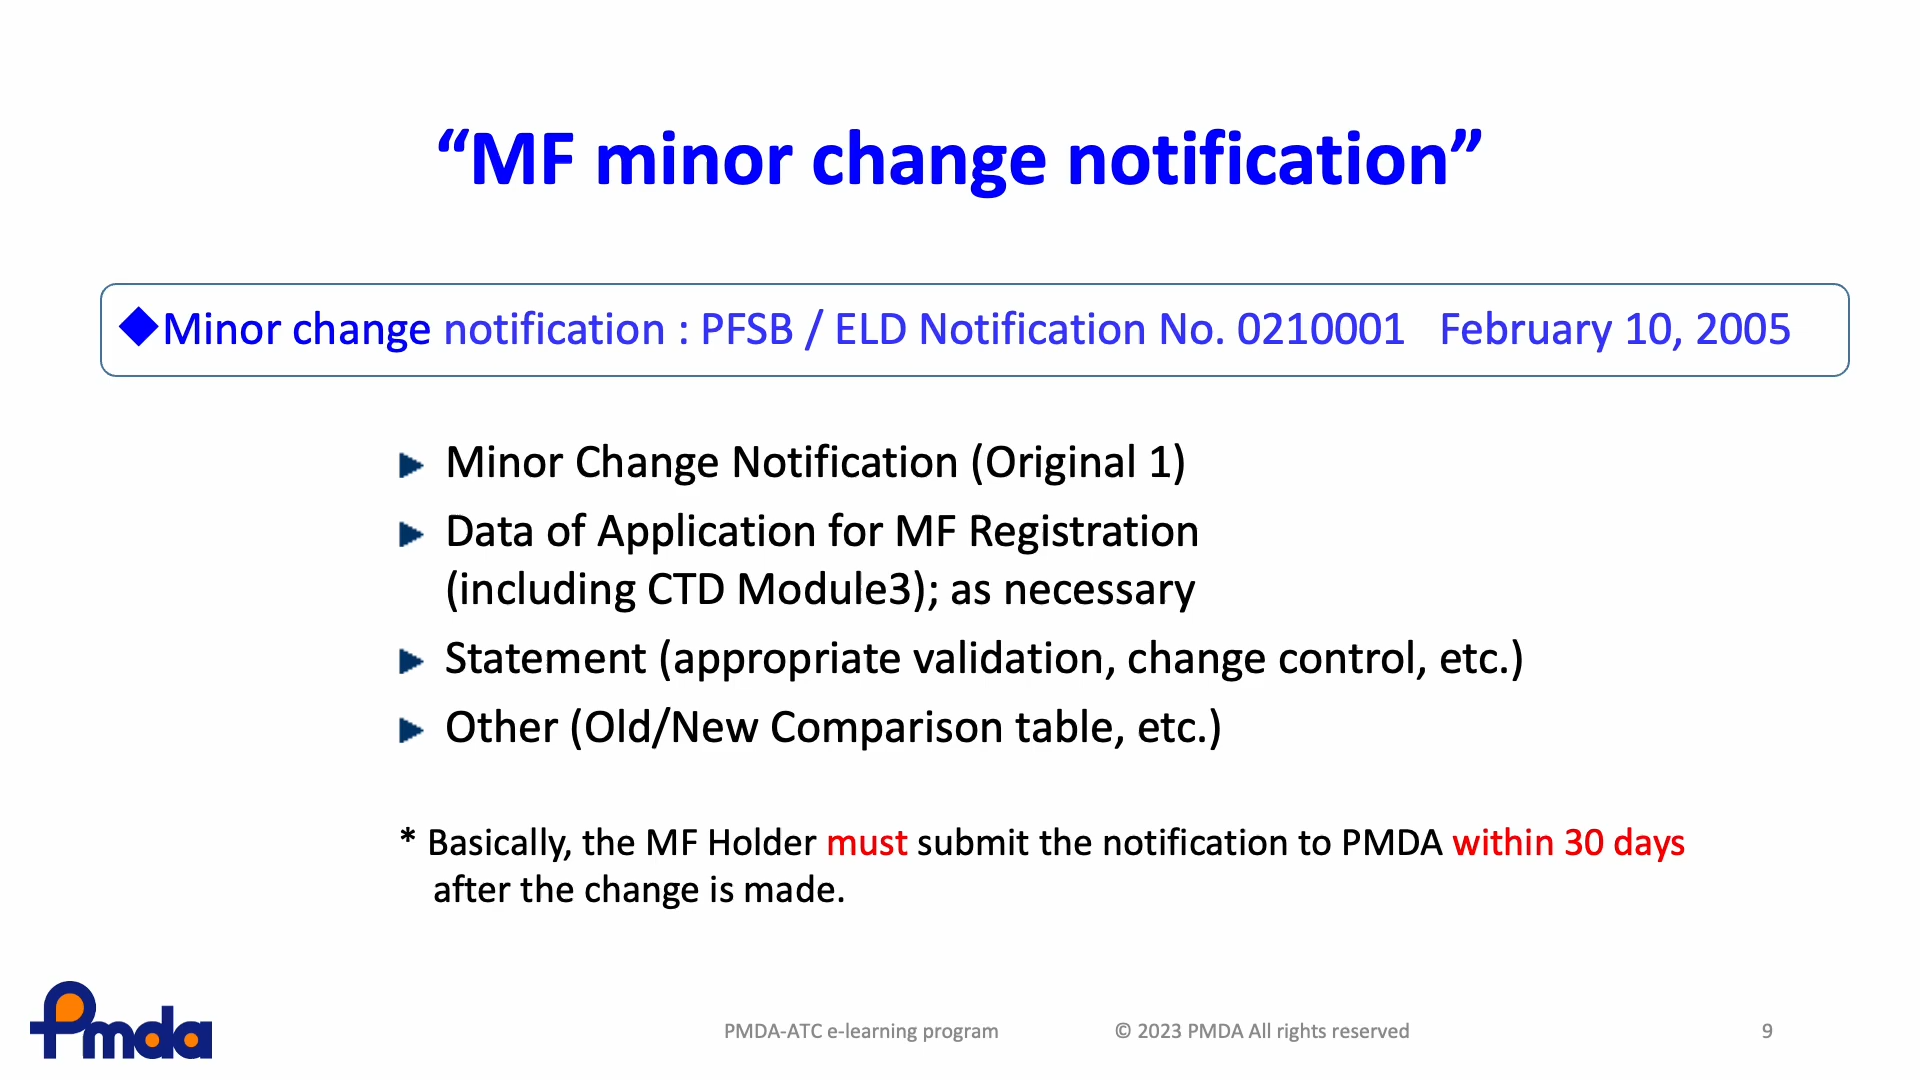 “MF minor change notification”
◆Minor change notification : PFSB / ELD Notification No. 0210001 February 10, 2005
► Minor Change Notification (Original 1)
► Data of Application for MF Registration
(including CTD Module3); as necessary
► Statement (appropriate validation, change control, etc.)
► Other (Old/New Comparison table, etc.)
* Basically, the MF Holder must submit the notification to PMDA within 30 days
after the change is made.
Pmda
PMDA-ATC e-learning program © 2023 PMDA All rights reserved 9